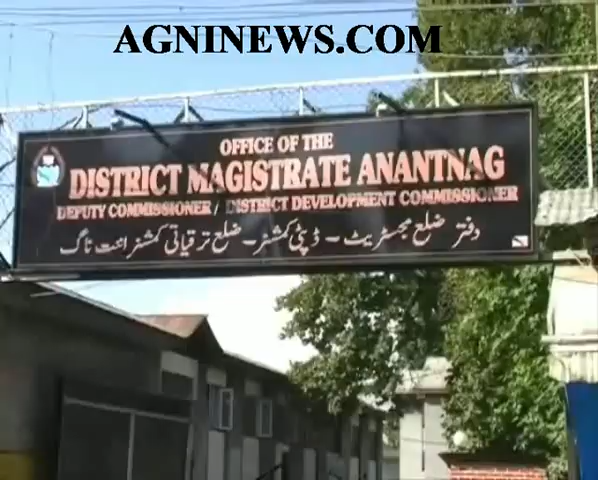 AGNINEWS.COM
OFFICE OF THE
DISTRICT MAGISTRATE ANANTNAG
DEPUTY COMMISSIONER / DISTRICT DEVELOPMENT COMMISSIONER
دفتر ضلع مجسٹریٹ - ڈپٹی کمشنر - ضلع ترقیاتی کمشنر اننت ناگ